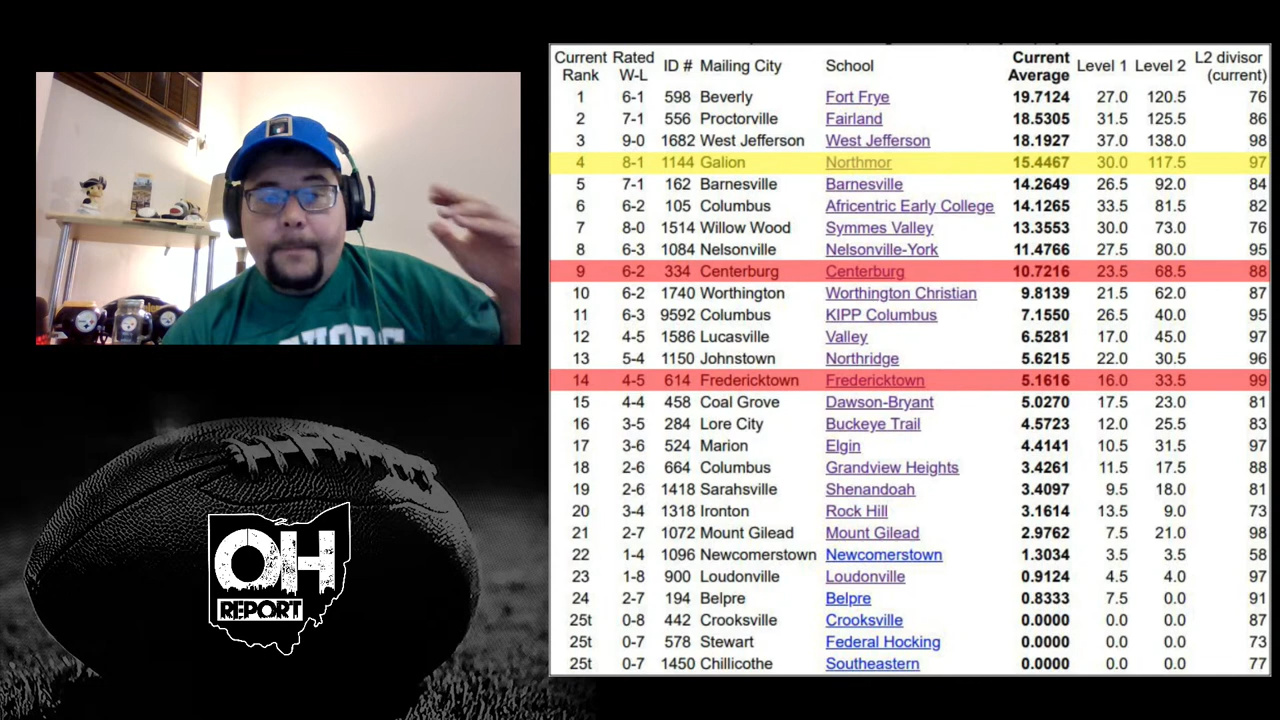 Current Rank Rated W-L ID # Mailing City School Current Average Level 1 Level 2 L2 divisor (current)
1 6-1 598 Beverly Fort Frye 19.7124 27.0 120.5 76
2 7-1 556 Proctorville Fairland 18.5305 31.5 125.5 86
3 9-0 1682 West Jefferson West Jefferson 18.1927 37.0 138.0 98
4 8-1 1144 Galion Northmor 15.4467 30.0 117.5 97
5 7-1 162 Barnesville Barnesville 14.2649 26.5 92.0 84
6 6-2 105 Columbus Africentric Early College 14.1265 33.5 81.5 82
7 8-0 1514 Willow Wood Symmes Valley 13.3553 30.0 73.0 76
8 6-3 1084 Nelsonville Nelsonville-York 11.4766 27.5 80.0 95
9 6-2 334 Centerburg Centerburg 10.7216 23.5 68.5 88
10 6-2 1740 Worthington Worthington Christian 9.8139 21.5 62.0 87
11 6-3 9592 Columbus KIPP Columbus 7.1550 26.5 40.0 95
12 4-5 1586 Lucasville Valley 6.5281 17.0 45.0 97
13 5-4 1150 Johnstown Northridge 5.6215 22.0 30.5 96
14 4-5 614 Fredericktown Fredericktown 5.1616 16.0 33.5 99
15 4-4 458 Coal Grove Dawson-Bryant 5.0270 17.5 23.0 81
16 3-5 284 Lore City Buckeye Trail 4.5723 12.0 25.5 83
17 3-6 524 Marion Elgin 4.4141 10.5 31.5 97
18 2-6 664 Columbus Grandview Heights 3.4261 11.5 17.5 88
19 2-6 1418 Sarahsville Shenandoah 3.4097 9.5 18.0 81
20 3-4 1318 Ironton Rock Hill 3.1614 13.5 9.0 73
21 2-7 1072 Mount Gilead Mount Gilead 2.9762 7.5 21.0 98
22 1-4 1096 Newcomerstown Newcomerstown 1.3034 3.5 3.5 58
23 1-8 900 Loudonville Loudonville 0.9124 4.5 4.0 97
24 2-7 194 Belpre Belpre 0.8333 7.5 0.0 91
25t 0-8 442 Crooksville Crooksville 0.0000 0.0 0.0 87
25t 0-7 578 Stewart Federal Hocking 0.0000 0.0 0.0 73
25t 0-7 1450 Chillicothe Southeastern 0.0000 0.0 0.0 77
OH
REPORT